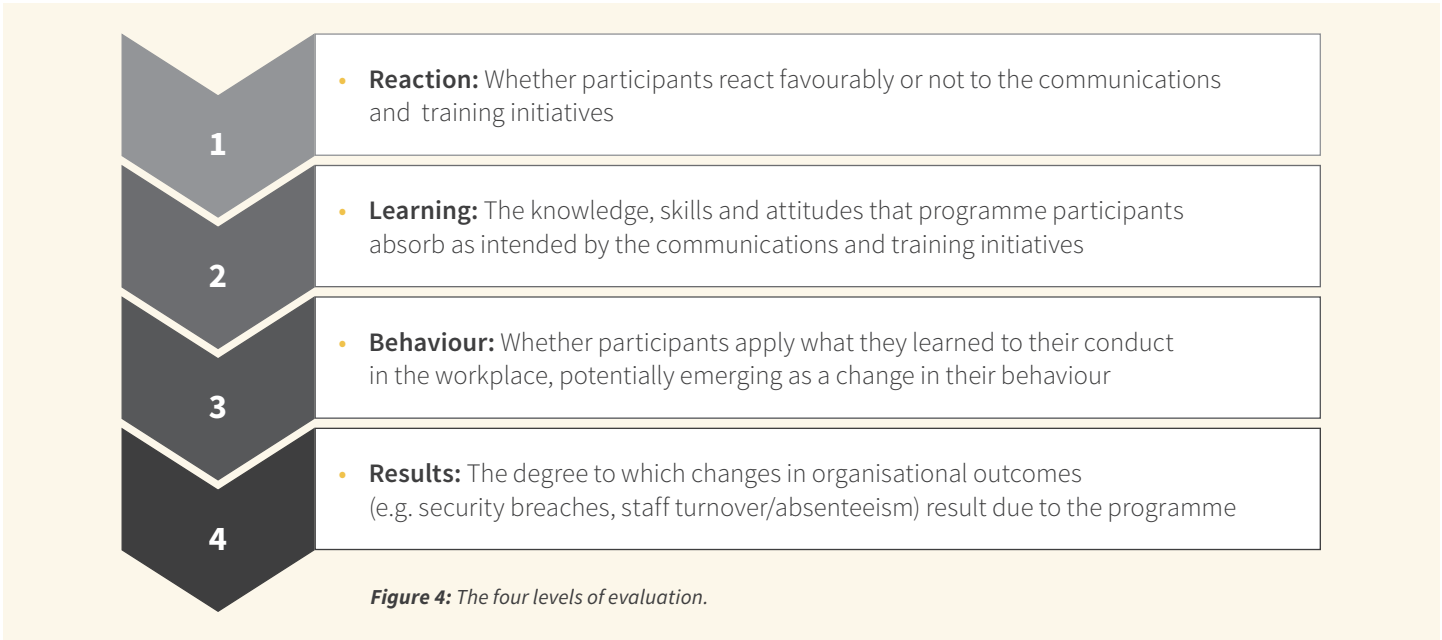 1
• Reaction: Whether participants react favourably or not to the communications
and  training initiatives
2
• Learning: The knowledge, skills and attitudes that programme participants
absorb as intended by the communications and training initiatives
3
• Behaviour: Whether participants apply what they learned to their conduct
in the workplace, potentially emerging as a change in their behaviour
4
• Results: The degree to which changes in organisational outcomes
(e.g. security breaches, staff turnover/absenteeism) result due to the programme
Figure 4: The four levels of evaluation.